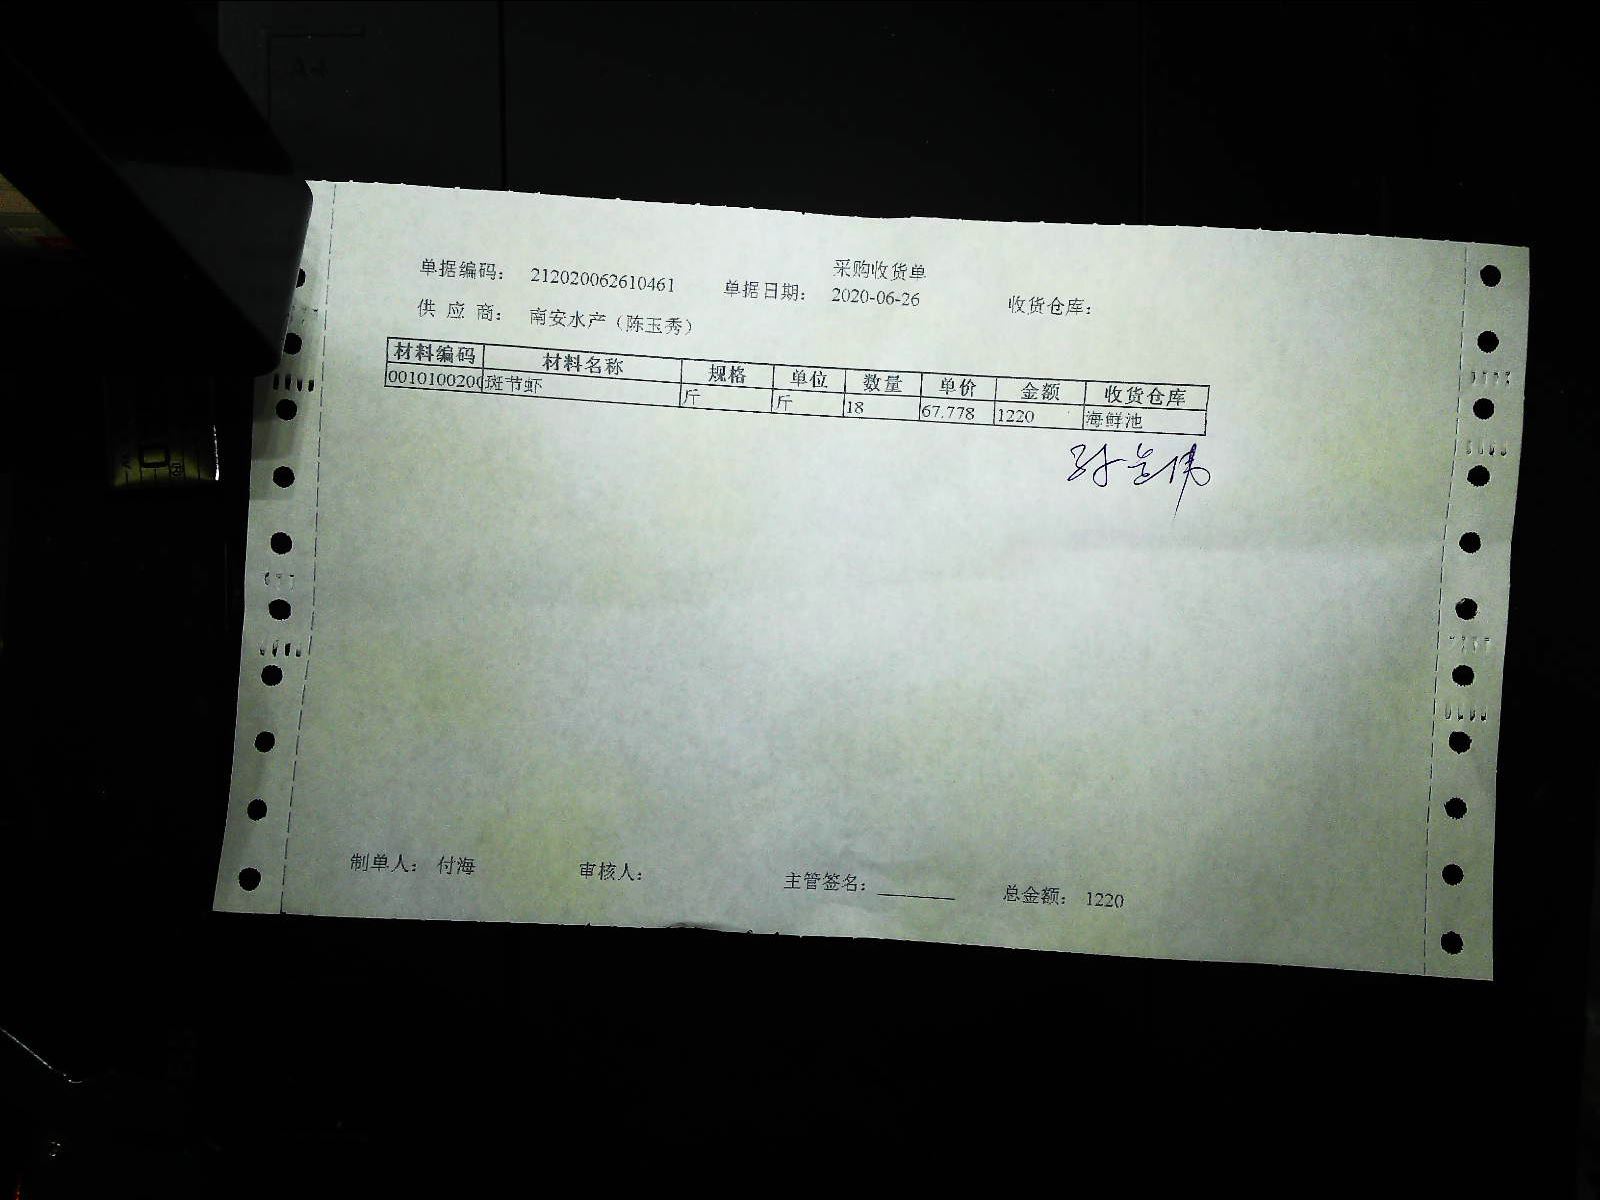 采购收货单
单据编码： 212020062610461 单据日期： 2020-06-26 收货仓库：
供 应 商： 南安水产（陈玉秀）
材料编码 材料名称 规格 单位 数量 单价 金额 收货仓库
001010020 斑节虾 斤 斤 18 67.778 1220 海鲜池
制单人： 付海 审核人： 主管签名： 总金额： 1220